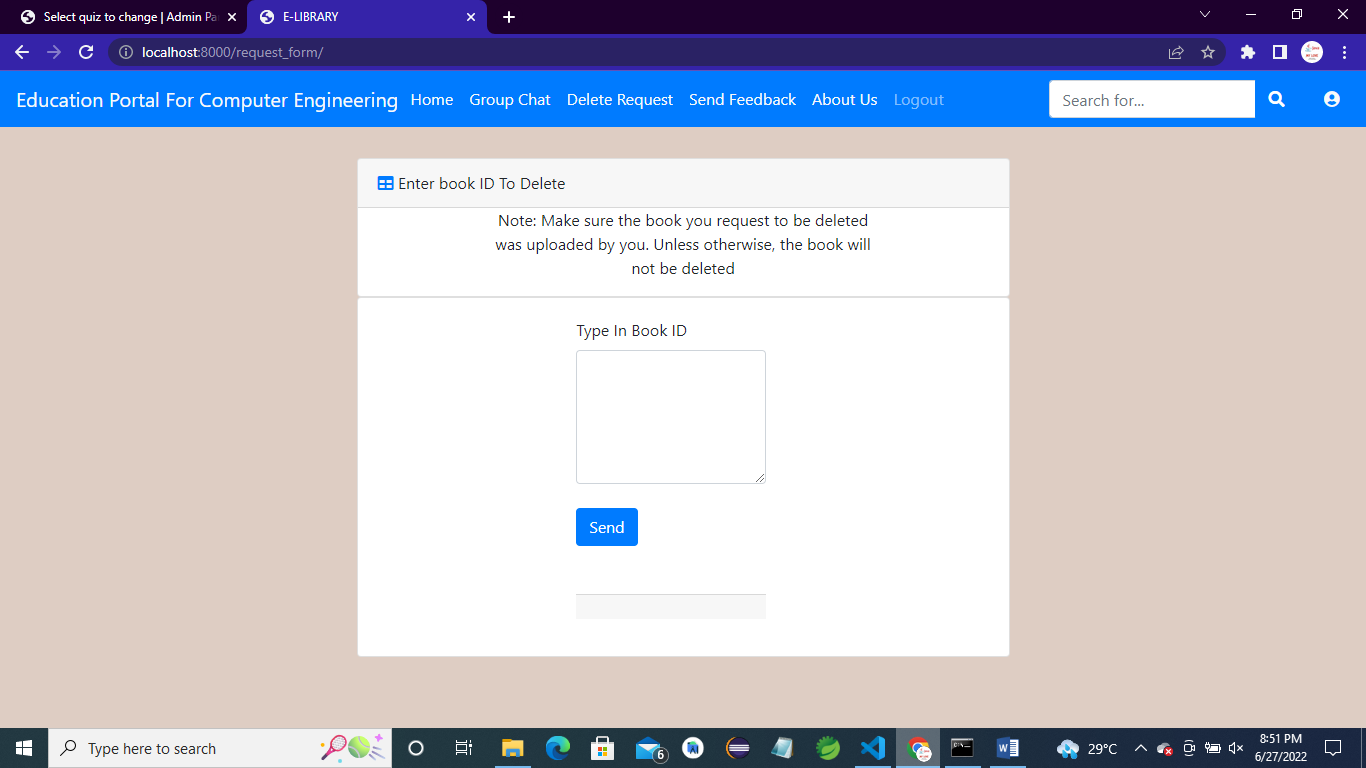 Select quiz to change | Admin Pa
E-LIBRARY
localhost:8000/request_form/
Education Portal For Computer Engineering Home Group Chat Delete Request Send Feedback About Us Logout Search for...
Enter book ID To Delete
Note: Make sure the book you request to be deleted
was uploaded by you. Unless otherwise, the book will
not be deleted
Type In Book ID
Send
Type here to search
6
29°C
8:51 PM
6/27/2022